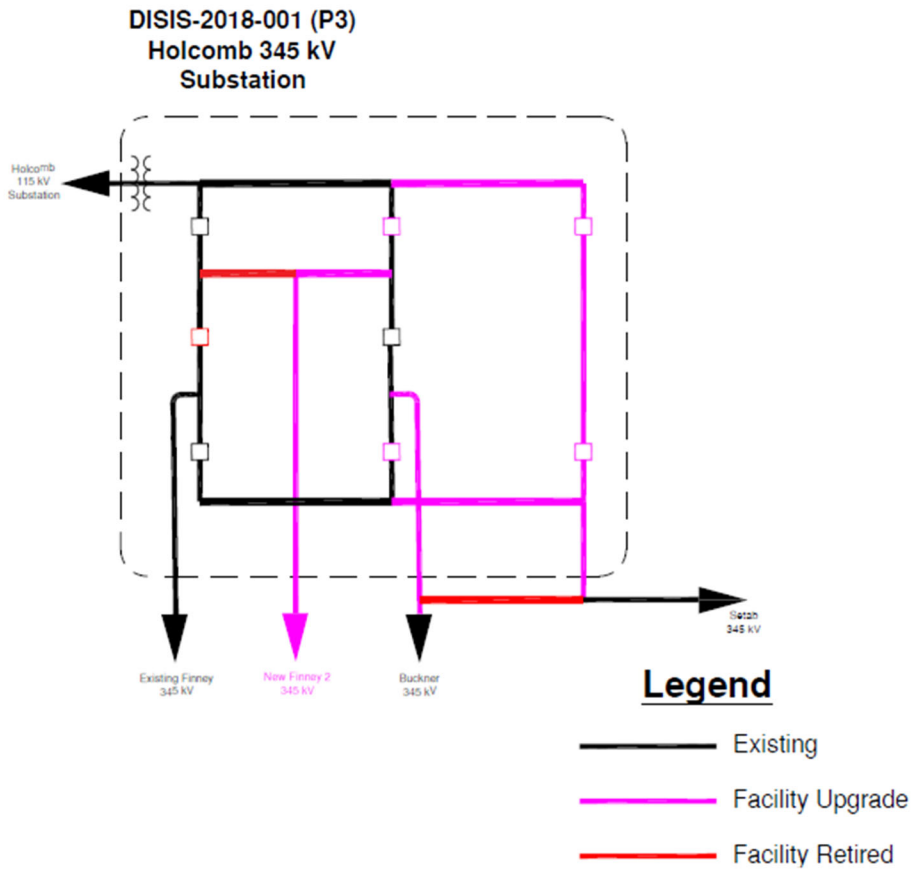 DISIS-2018-001 (P3)
Holcomb 345 kV
Substation
Holcomb
115 kV
Substation
Setab
345 kV
Existing Finney
345 kV
New Finney 2
345 kV
Buckner
345 kV
Legend
Existing
Facility Upgrade
Facility Retired